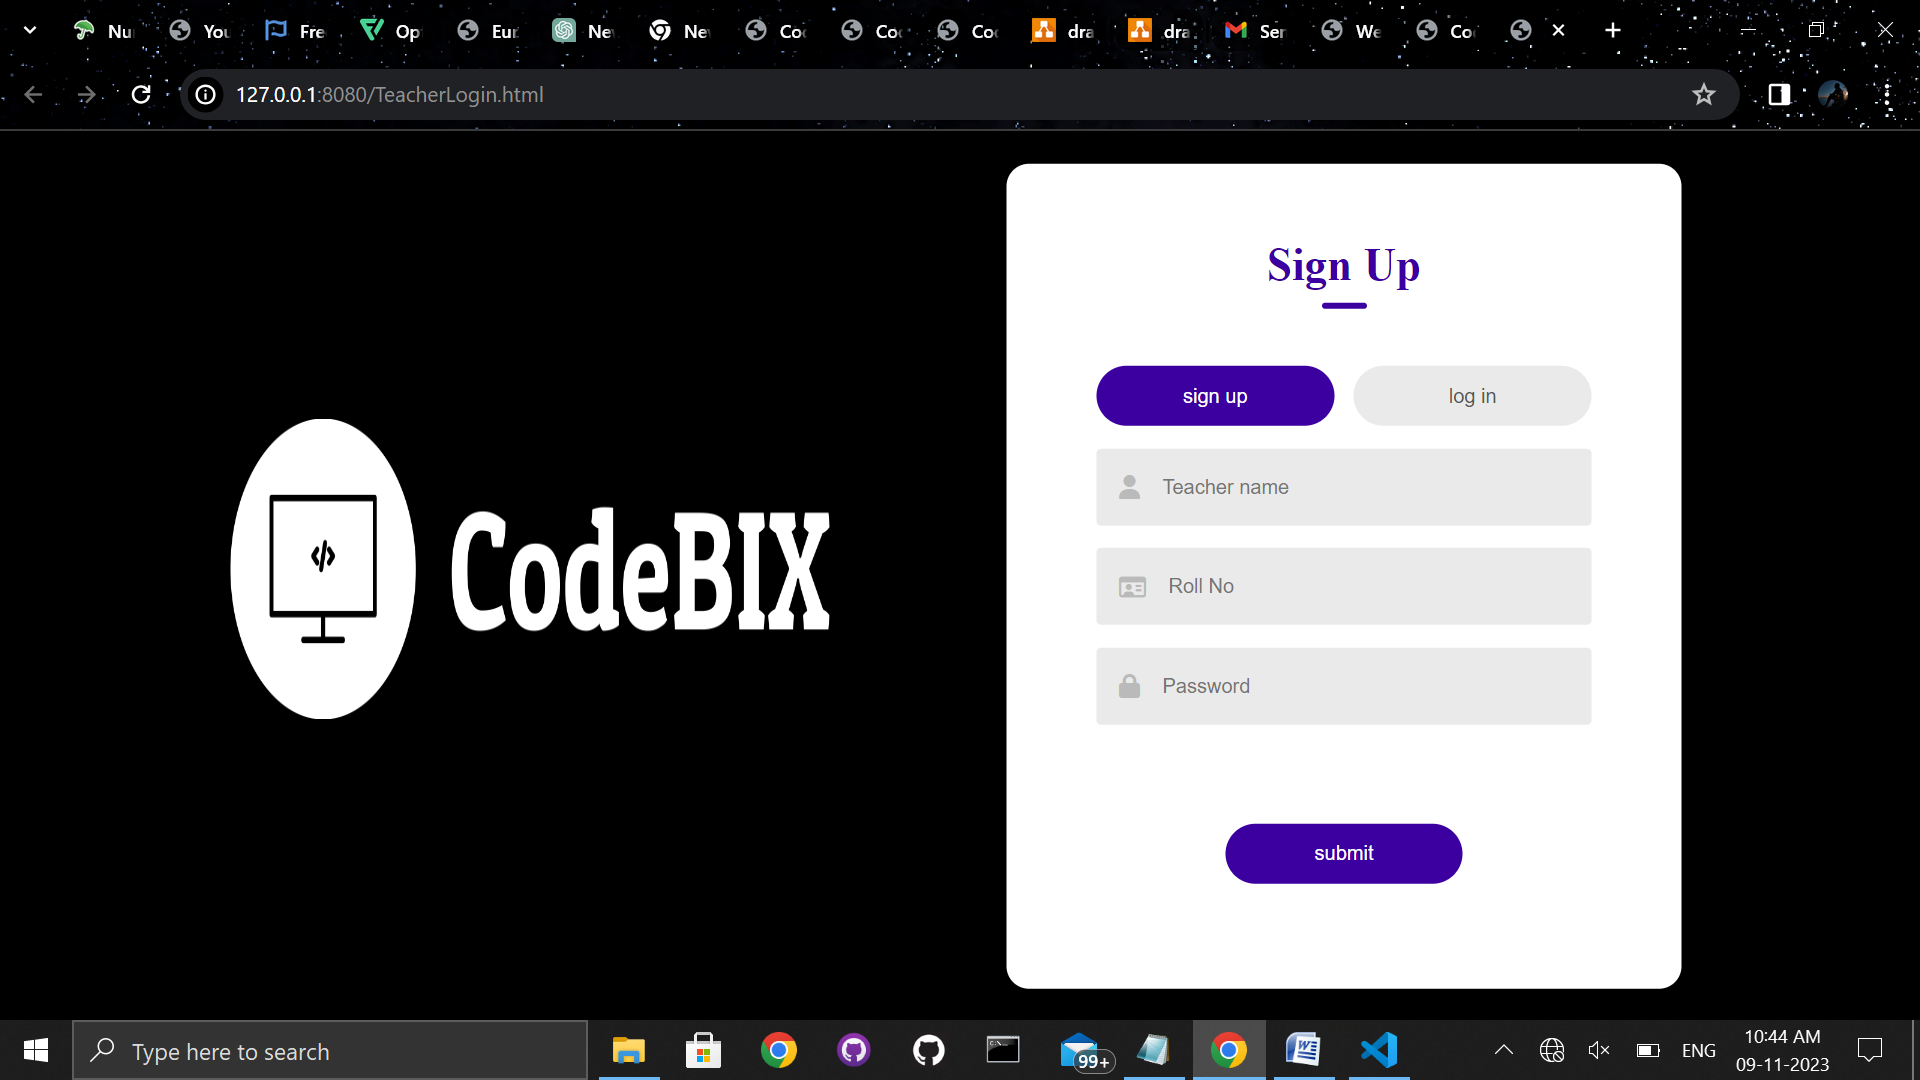 Nu You Fre Op Eur Ne Ne Co Co Co dra dra Ser We Co
127.0.0.1:8080/TeacherLogin.html
Sign Up
sign up log in
Teacher name
Roll No
Password
submit
</> CodeBIX
Type here to search
99+
ENG
10:44 AM
09-11-2023